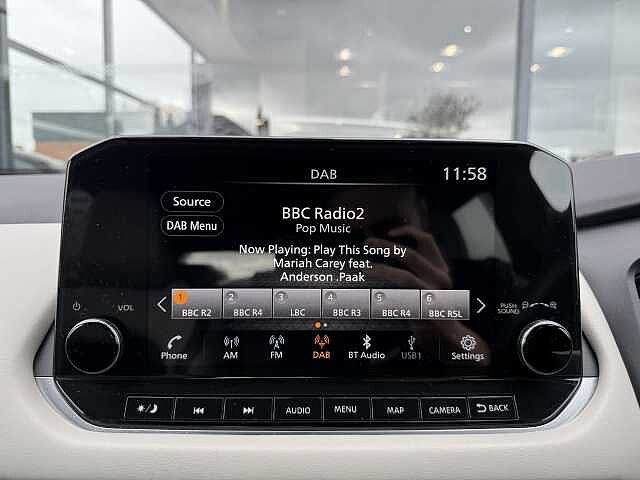 DAB
11:58
Source
DAB Menu
BBC Radio2
Pop Music
Now Playing: Play This Song by
Mariah Carey feat.
Anderson .Paak
1 2 3 4 5 6
BBC R2 BBC R4 LBC BBC R3 BBC R4 BBC R5L
VOL
PUSH
SOUND
Phone AM FM DAB BT Audio USB1 Settings
AUDIO MENU MAP CAMERA BACK